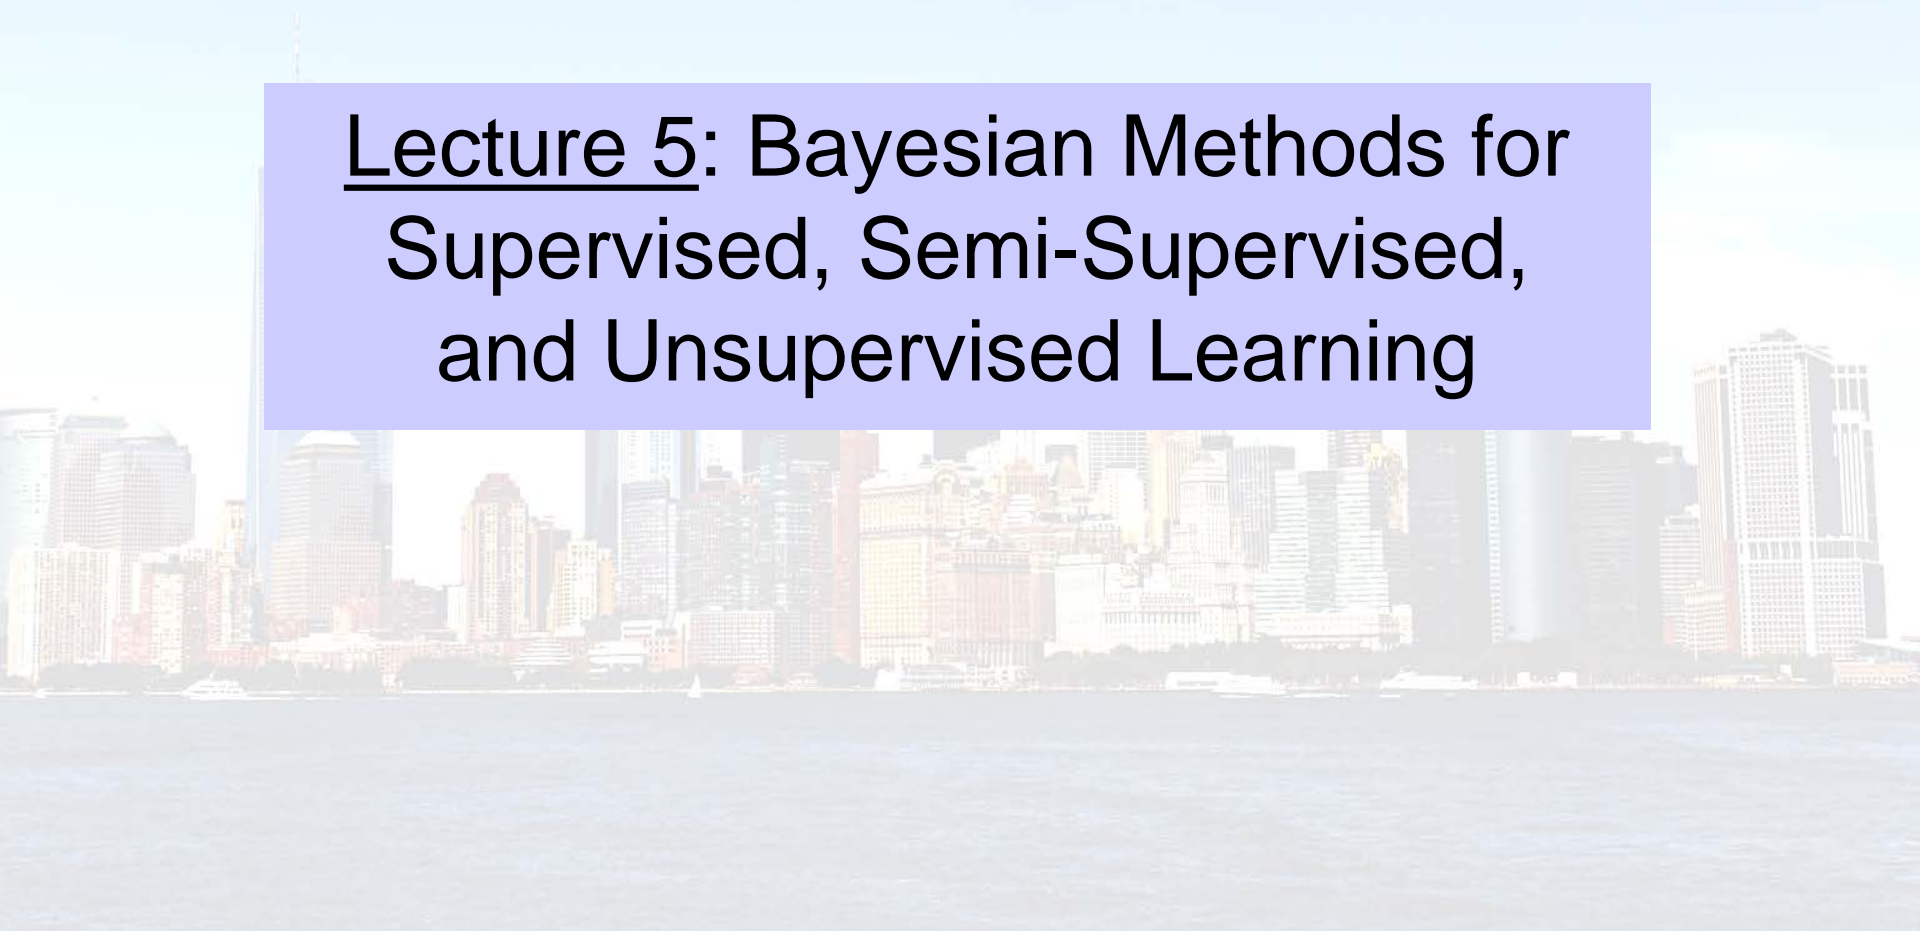 Lecture 5: Bayesian Methods for
Supervised, Semi-Supervised,
and Unsupervised Learning